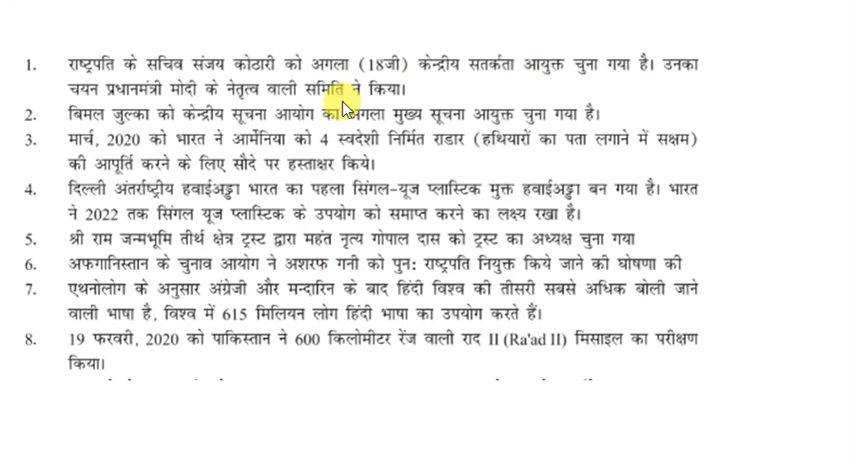 1. राष्ट्रपति के सचिव संजय कोठारी को अगला (18जी) केन्द्रीय सतर्कता आयुक्त चुना गया है। उनका
चयन प्रधानमंत्री मोदी के नेतृत्व वाली समिति ने किया।
2. बिमल जुल्का को केन्द्रीय सूचना आयोग का अगला मुख्य सूचना आयुक्त चुना गया है।
3. मार्च, 2020 को भारत ने आर्मेनिया को 4 स्वदेशी निर्मित राडार (हथियारों का पता लगाने में सक्षम)
की आपूर्ति करने के लिए सौदे पर हस्ताक्षर किये।
4. दिल्ली अंतर्राष्ट्रीय हवाईअड्डा भारत का पहला सिंगल-यूज प्लास्टिक मुक्त हवाईअड्डा बन गया है। भारत
ने 2022 तक सिंगल यूज प्लास्टिक के उपयोग को समाप्त करने का लक्ष्य रखा है।
5. श्री राम जन्मभूमि तीर्थ क्षेत्र ट्रस्ट द्वारा महंत नृत्य गोपाल दास को ट्रस्ट का अध्यक्ष चुना गया
6. अफगानिस्तान के चुनाव आयोग ने अशरफ गनी को पुन: राष्ट्रपति नियुक्त किये जाने की घोषणा की
7. एथनोलोग के अनुसार अंग्रेजी और मन्दारिन के बाद हिंदी विश्व की तीसरी सबसे अधिक बोली जाने
वाली भाषा है, विश्व में 615 मिलियन लोग हिंदी भाषा का उपयोग करते हैं।
8. 19 फरवरी, 2020 को पाकिस्तान ने 600 किलोमीटर रेंज वाली राद II (Ra'ad II) मिसाइल का परीक्षण
किया।